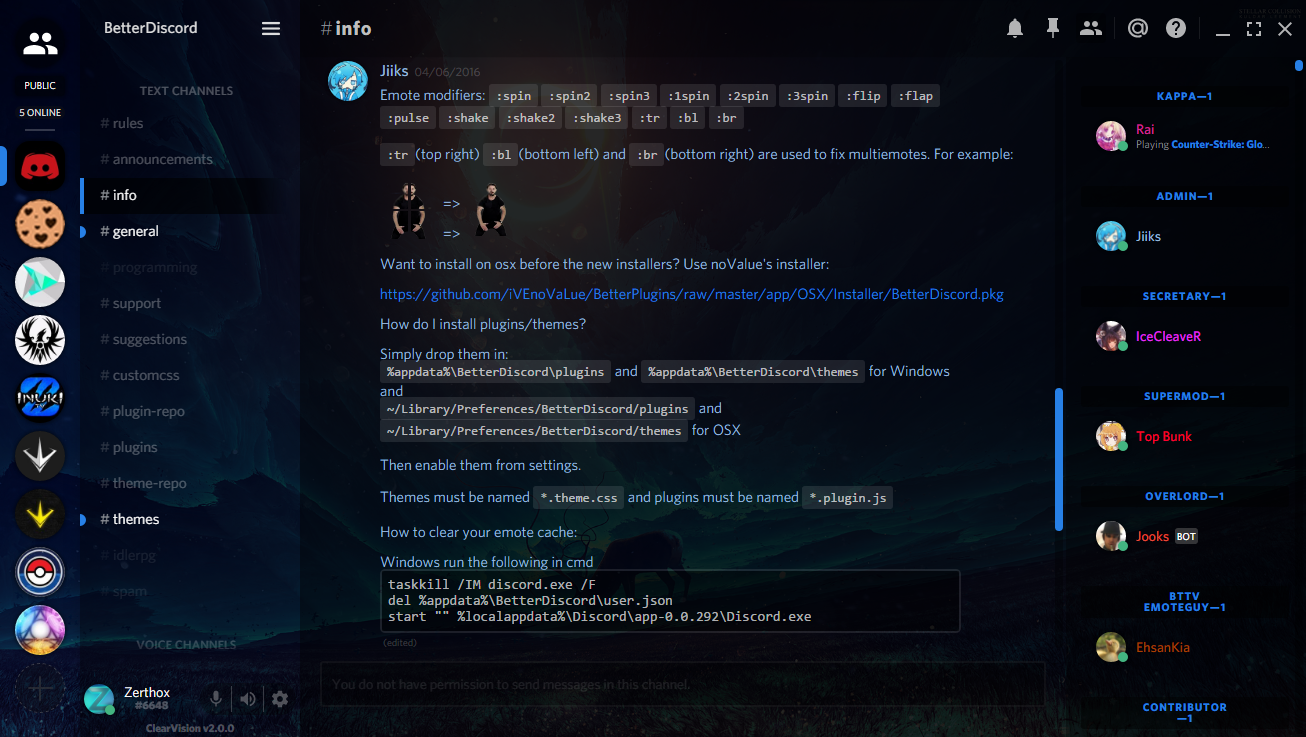 PUBLIC
5 ONLINE
BetterDiscord
TEXT CHANNELS
# rules
# announcements
# info
# general
# programming
# support
# suggestions
# customcss
# plugin-repo
# plugins
# theme-repo
# themes
# idlerpg
# spam
VOICE CHANNELS
Zerthox
#6648
ClearVision v2.0.0
#info
Jiiks 04/06/2016
Emote modifiers: :spin :spin2 :spin3 :1spin :2spin :3spin :flip :flap
:pulse :shake :shake2 :shake3 :tr :bl :br
:tr (top right) :bl (bottom left) and :br (bottom right) are used to fix multiemotes. For example:
=>
=>
Want to install on osx before the new installers? Use noValue's installer:
https://github.com/iVEnoVaLue/BetterPlugins/raw/master/app/OSX/Installer/BetterDiscord.pkg
How do I install plugins/themes?
Simply drop them in:
%appdata%\BetterDiscord\plugins and %appdata%\BetterDiscord\themes for Windows
and
~/Library/Preferences/BetterDiscord/plugins and
~/Library/Preferences/BetterDiscord/themes for OSX
Then enable them from settings.
Themes must be named *.theme.css and plugins must be named *.plugin.js
How to clear your emote cache:
Windows run the following in cmd
taskkill /IM discord.exe /F
del %appdata%\BetterDiscord\user.json
start "" %localappdata%\Discord\app-0.0.292\Discord.exe
(edited)
You do not have permission to send messages in this channel.
KAPPA—1
Rai
Playing Counter-Strike: Glo...
ADMIN—1
Jiiks
SECRETARY—1
IceCleaveR
SUPERMOD—1
Top Bunk
OVERLORD—1
Jooks BOT
BTTV
EMOTEGUY—1
EhsanKia
CONTRIBUTOR
—1